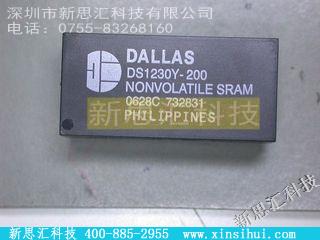 深圳市新思汇科技有限公司
电话：0755-83268160
DALLAS
DS1230Y-200
NONVOLATILE SRAM
0628C 732831
PHILIPPINES
新思汇科技
新思汇科技
新思汇科技 400-885-2955 www.xinsihui.com